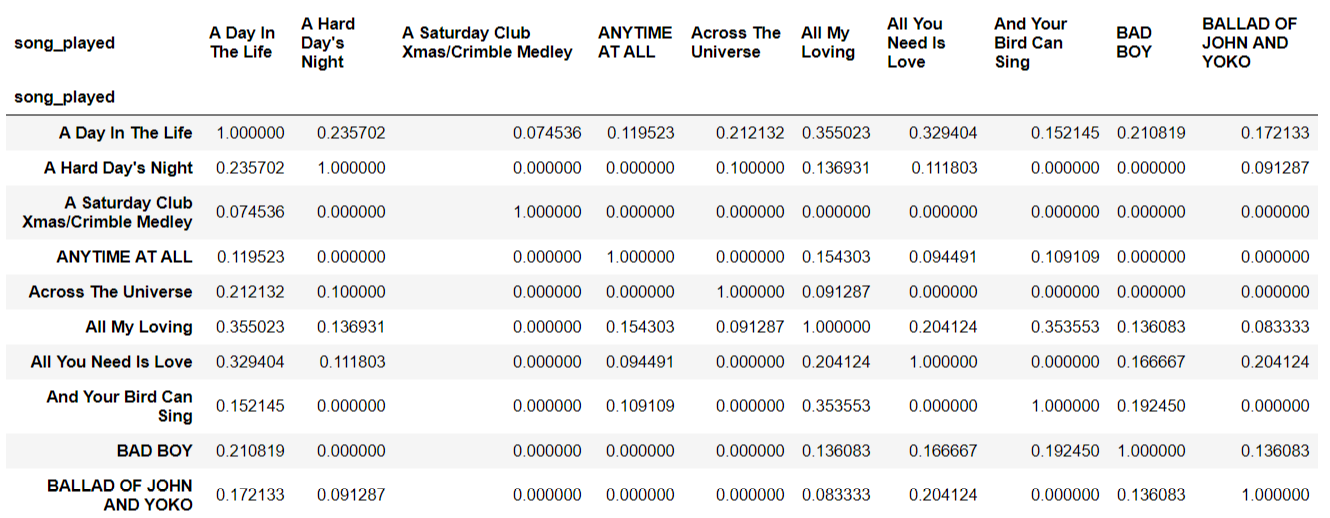 song_played A Day In The Life A Hard Day's Night A Saturday Club Xmas/Crimble Medley ANYTIME AT ALL Across The Universe All My Loving All You Need Is Love And Your Bird Can Sing BAD BOY BALLAD OF JOHN AND YOKO
song_played
A Day In The Life 1.000000 0.235702 0.074536 0.119523 0.212132 0.355023 0.329404 0.152145 0.210819 0.172133
A Hard Day's Night 0.235702 1.000000 0.000000 0.000000 0.100000 0.136931 0.111803 0.000000 0.000000 0.091287
A Saturday Club Xmas/Crimble Medley 0.074536 0.000000 1.000000 0.000000 0.000000 0.000000 0.000000 0.000000 0.000000 0.000000
ANYTIME AT ALL 0.119523 0.000000 0.000000 1.000000 0.000000 0.154303 0.094491 0.109109 0.000000 0.000000
Across The Universe 0.212132 0.100000 0.000000 0.000000 1.000000 0.091287 0.000000 0.000000 0.000000 0.000000
All My Loving 0.355023 0.136931 0.000000 0.154303 0.091287 1.000000 0.204124 0.353553 0.136083 0.083333
All You Need Is Love 0.329404 0.111803 0.000000 0.094491 0.000000 0.204124 1.000000 0.000000 0.166667 0.204124
And Your Bird Can Sing 0.152145 0.000000 0.000000 0.109109 0.000000 0.353553 0.000000 1.000000 0.192450 0.000000
BAD BOY 0.210819 0.000000 0.000000 0.000000 0.000000 0.136083 0.166667 0.192450 1.000000 0.136083
BALLAD OF JOHN AND YOKO 0.172133 0.091287 0.000000 0.000000 0.000000 0.083333 0.204124 0.000000 0.136083 1.000000